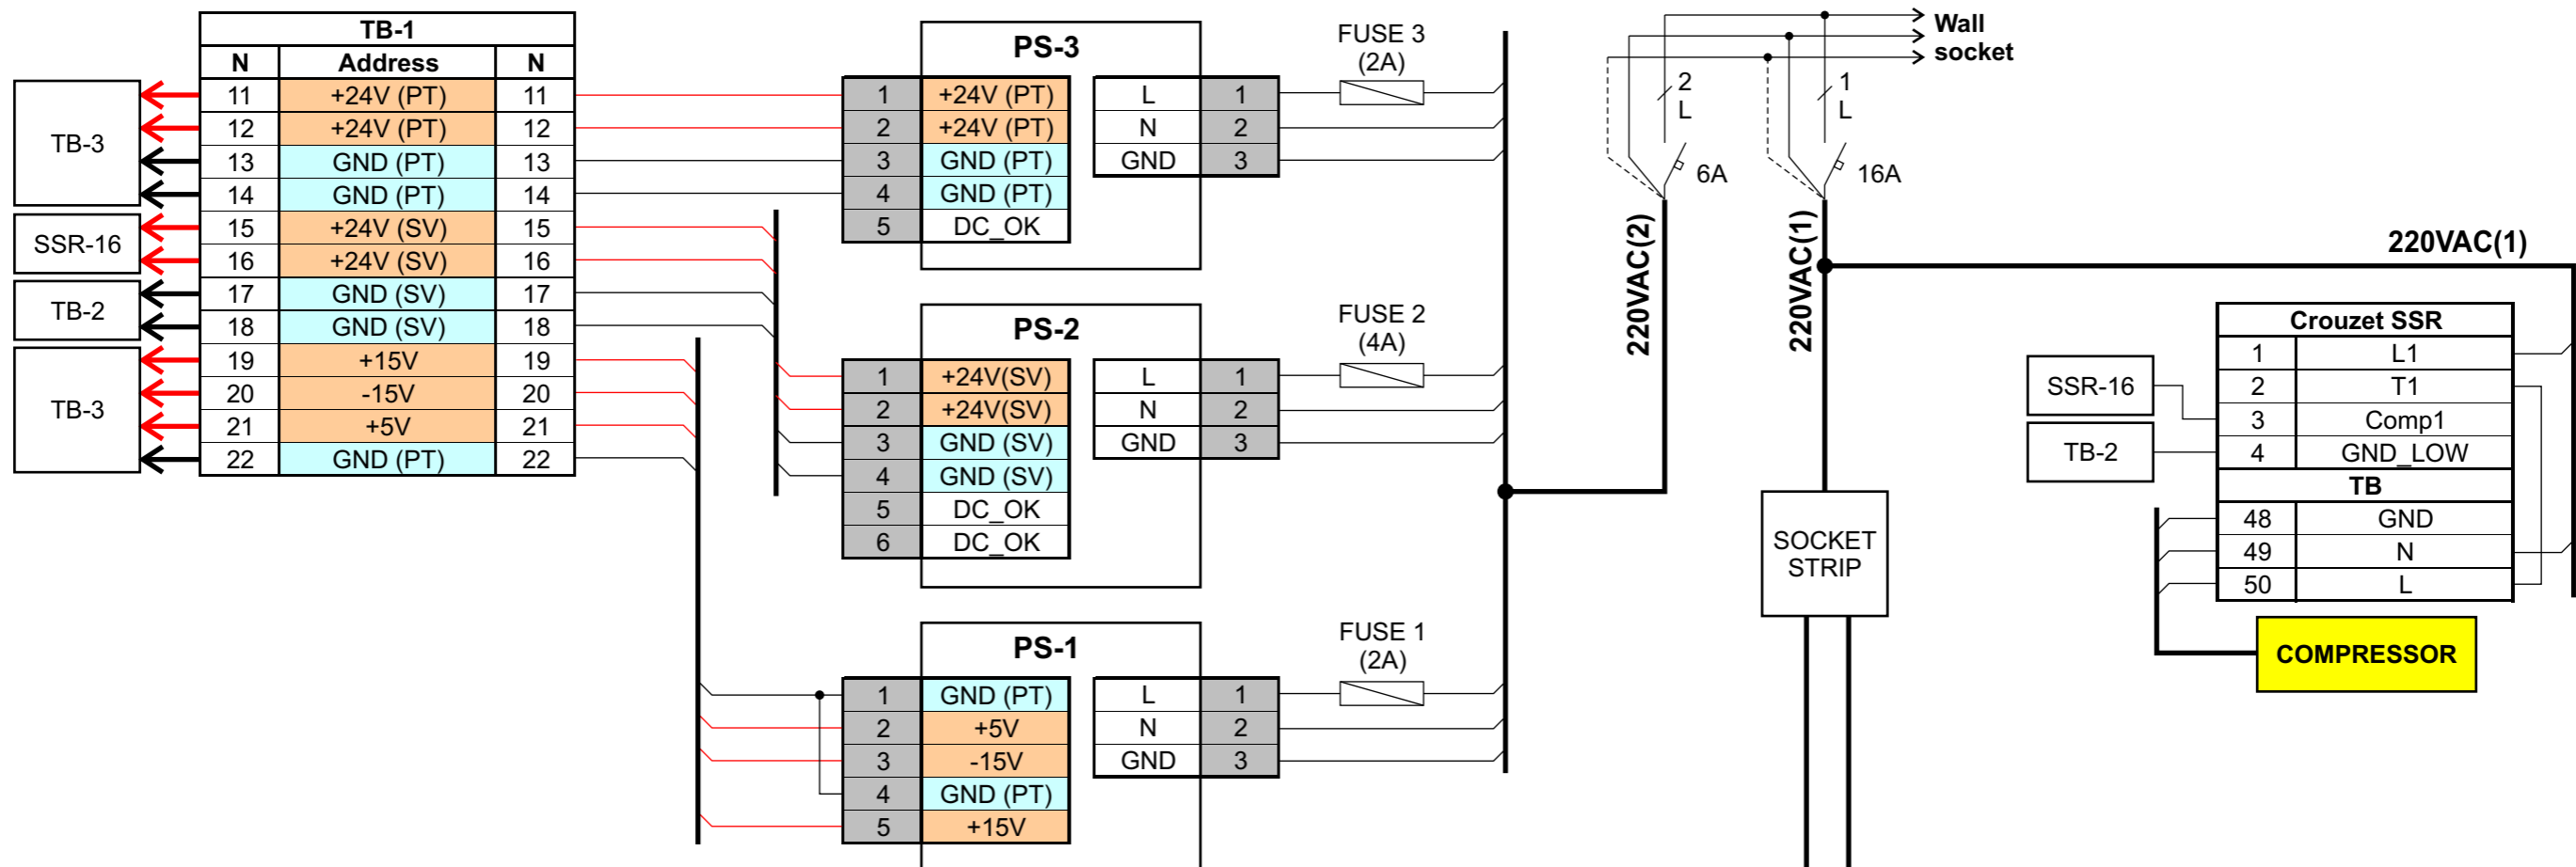 TB-1
N Address N
11 +24V (PT) 11
12 +24V (PT) 12
13 GND (PT) 13
14 GND (PT) 14
15 +24V (SV) 15
16 +24V (SV) 16
17 GND (SV) 17
18 GND (SV) 18
19 +15V 19
20 -15V 20
21 +5V 21
22 GND (PT) 22
TB-3
SSR-16
TB-2
TB-3
PS-3
1 +24V (PT)
2 +24V (PT)
3 GND (PT)
4 GND (PT)
5 DC_OK
L 1
N 2
GND 3
FUSE 3
(2A)
PS-2
1 +24V(SV)
2 +24V(SV)
3 GND (SV)
4 GND (SV)
5 DC_OK
6 DC_OK
L 1
N 2
GND 3
FUSE 2
(4A)
PS-1
1 GND (PT)
2 +5V
3 -15V
4 GND (PT)
5 +15V
L 1
N 2
GND 3
FUSE 1
(2A)
Wall
socket
2
L
6A
1
L
16A
220VAC(2)
220VAC(1)
220VAC(1)
SOCKET
STRIP
SSR-16
TB-2
Crouzet SSR
1 L1
2 T1
3 Comp1
4 GND_LOW
TB
48 GND
49 N
50 L
COMPRESSOR